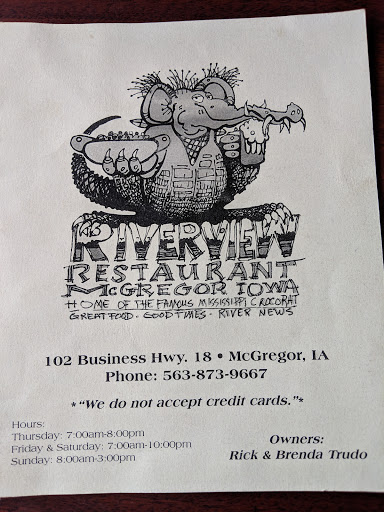 RIVERVIEW
RESTAURANT
McGREGOR IOWA
HOME OF THE FAMOUS MISSISSIPPI CROCORAT
GREAT FOOD · GOOD TIMES · RIVER NEWS
102 Business Hwy. 18 • McGregor, IA
Phone: 563-873-9667
*"We do not accept credit cards."*
Hours:
Thursday: 7:00am-8:00pm
Friday & Saturday: 7:00am-10:00pm
Sunday: 8:00am-3:00pm
Owners:
Rick & Brenda Trudo